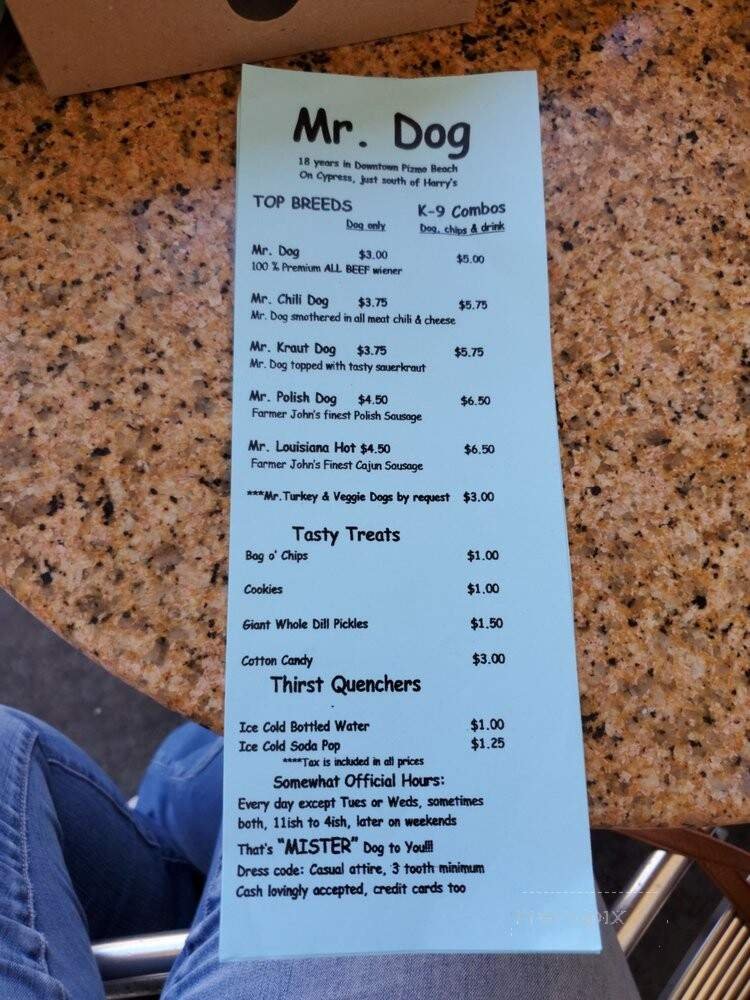 Mr. Dog
18 years in Downtown Pizmo Beach
On Cypress, just south of Harry's
TOP BREEDS K-9 Combos
Dog only Dog, chips & drink
Mr. Dog $3.00 $5.00
100 % Premium ALL BEEF wiener
Mr. Chili Dog $3.75 $5.75
Mr. Dog smothered in all meat chili & cheese
Mr. Kraut Dog $3.75 $5.75
Mr. Dog topped with tasty sauerkraut
Mr. Polish Dog $4.50 $6.50
Farmer John's finest Polish Sausage
Mr. Louisiana Hot $4.50 $6.50
Farmer John's Finest Cajun Sausage
***Mr.Turkey & Veggie Dogs by request $3.00
Tasty Treats
Bag o' Chips $1.00
Cookies $1.00
Giant Whole Dill Pickles $1.50
Cotton Candy $3.00
Thirst Quenchers
Ice Cold Bottled Water $1.00
Ice Cold Soda Pop $1.25
****Tax is included in all prices
Somewhat Official Hours:
Every day except Tues or Weds, sometimes
both, 11ish to 4ish, later on weekends
That's "MISTER" Dog to You!!!
Dress code: Casual attire, 3 tooth minimum
Cash lovingly accepted, credit cards too